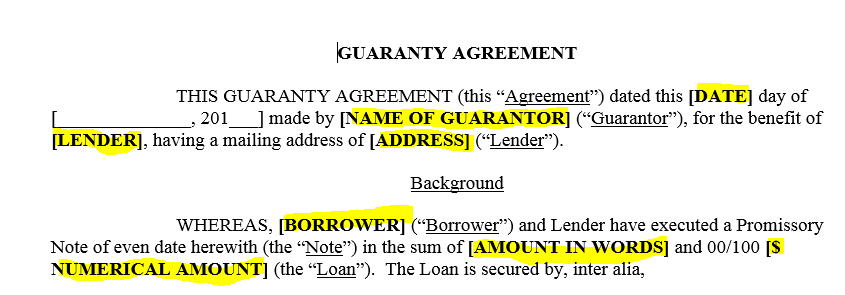 GUARANTY AGREEMENT
THIS GUARANTY AGREEMENT (this “Agreement”) dated this [DATE] day of
[______________, 201___] made by [NAME OF GUARANTOR] (“Guarantor”), for the benefit of
[LENDER], having a mailing address of [ADDRESS] (“Lender”).
Background
WHEREAS, [BORROWER] (“Borrower”) and Lender have executed a Promissory
Note of even date herewith (the “Note”) in the sum of [AMOUNT IN WORDS] and 00/100 [$
NUMERICAL AMOUNT] (the “Loan”). The Loan is secured by, inter alia,